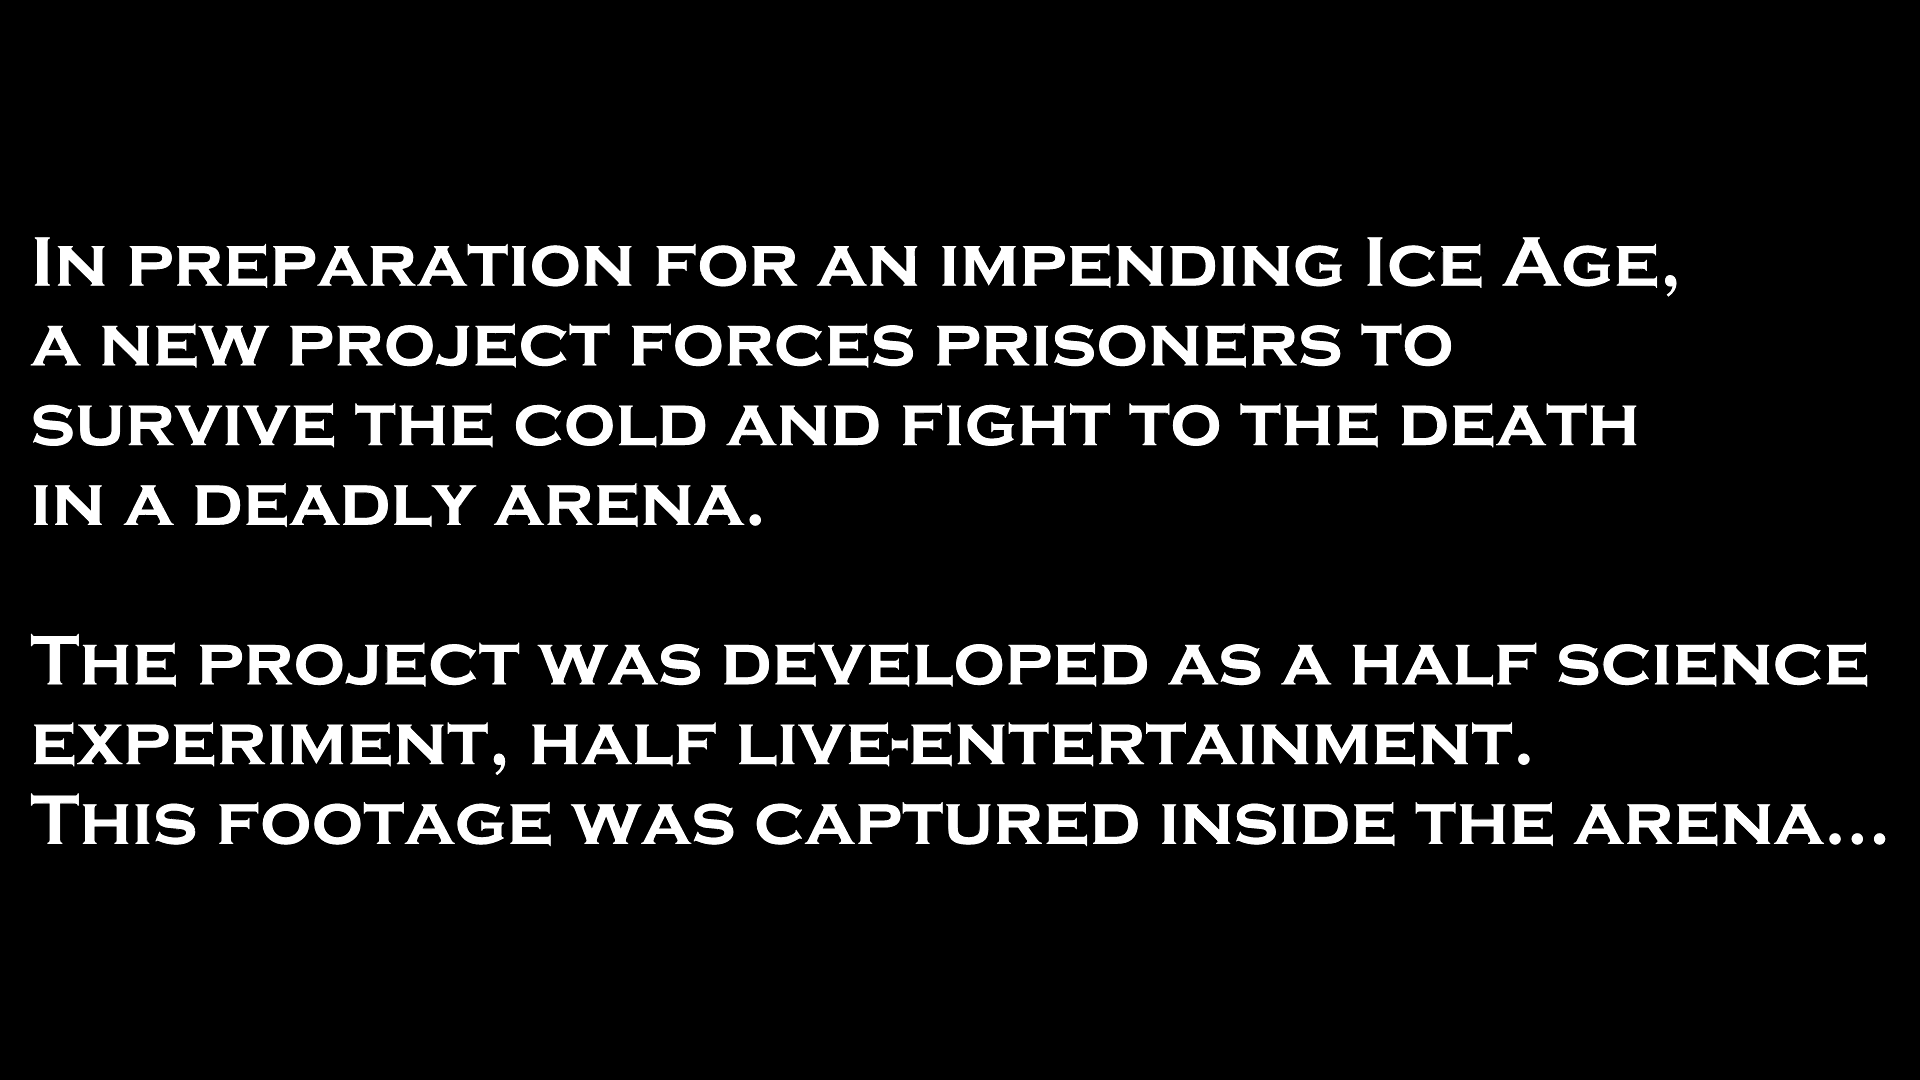 In preparation for an impending Ice Age,
a new project forces prisoners to
survive the cold and fight to the death
in a deadly arena.
The project was developed as a half science
experiment, half live-entertainment.
This footage was captured inside the arena...